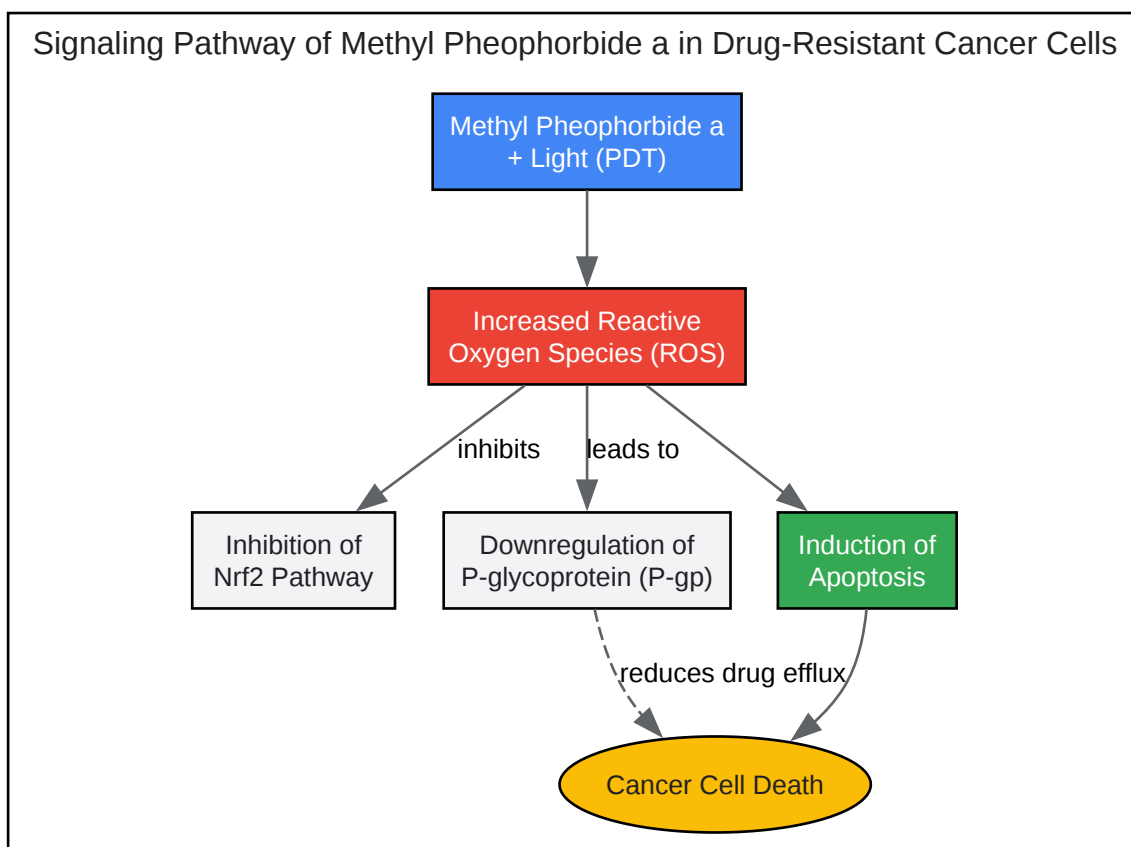 Signaling Pathway of Methyl Pheophorbide a in Drug-Resistant Cancer Cells
Methyl Pheophorbide a
+ Light (PDT)
Increased Reactive
Oxygen Species (ROS)
inhibits
leads to
Inhibition of
Nrf2 Pathway
Downregulation of
P-glycoprotein (P-gp)
Induction of
Apoptosis
reduces drug efflux
Cancer Cell Death